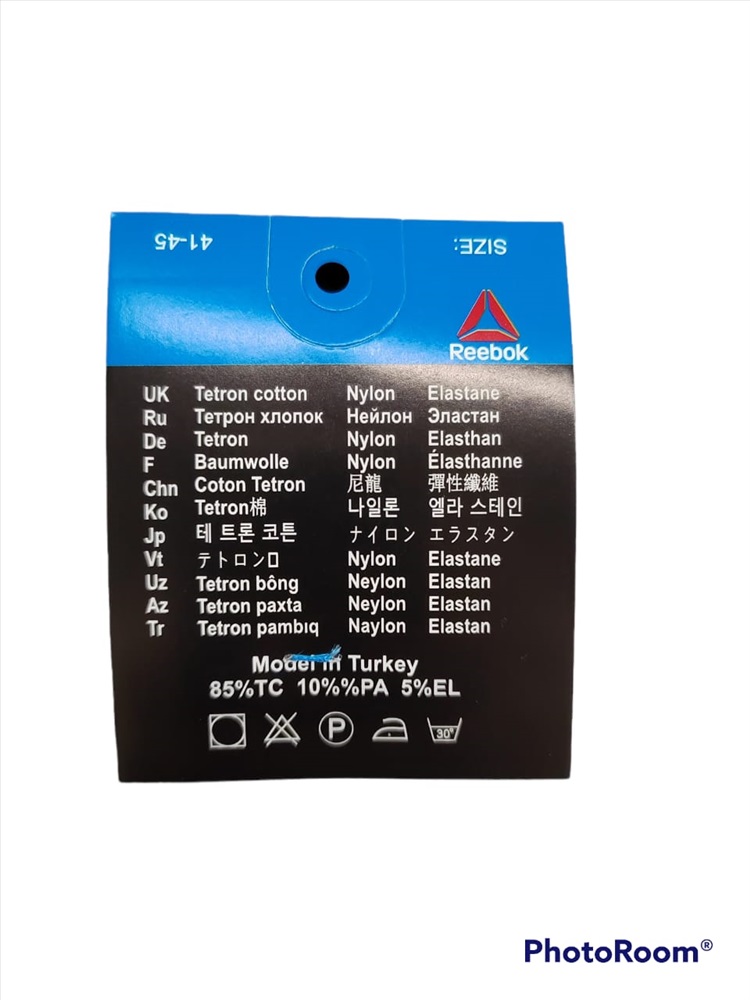 SIZE: 41-45
Reebok
UK Tetron cotton Nylon Elastane
Ru Тетрон хлопок Нейлон Эластан
De Tetron Nylon Elasthan
F Baumwolle Nylon Élasthanne
Chn Coton Tetron 尼龍 彈性纖維
Ko Tetron棉 나일론 엘라 스테인
Jp 테 트론 코튼 ナイロン エラスタン
Vt テトロン Nylon Elastane
Uz Tetron bông Neylon Elastan
Az Tetron paxta Neylon Elastan
Tr Tetron pambıq Naylon Elastan
Model in Turkey
85%TC 10%%PA 5%EL
P 30°
PhotoRoom®